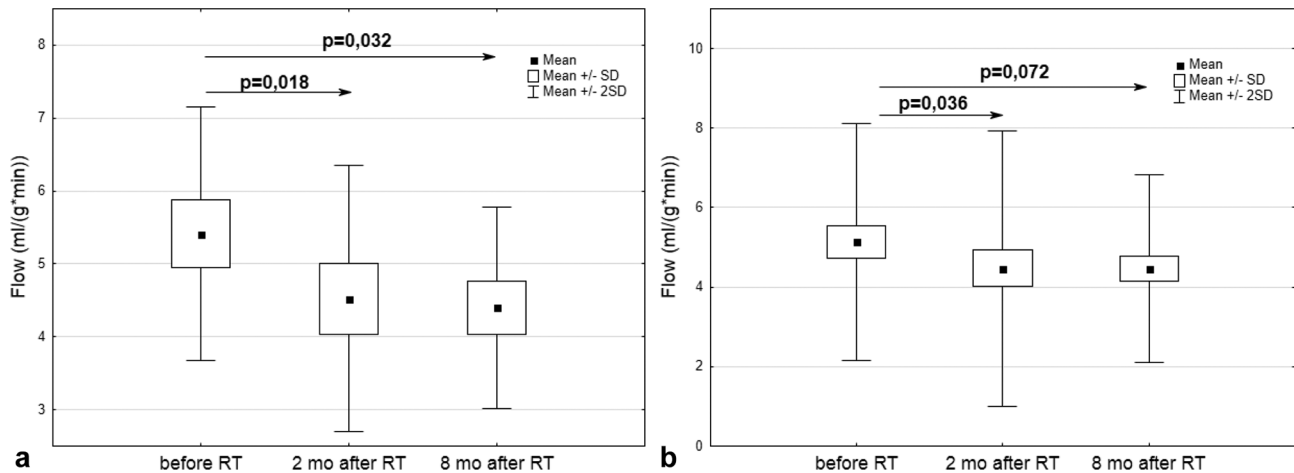 8
7
6
5
4
3
Flow (ml/(g*min))
p=0,032
p=0,018
Mean
Mean +/- SD
Mean +/- 2SD
before RT
2 mo after RT
8 mo after RT
a
10
8
6
4
2
0
Flow (ml/(g*min))
p=0,072
p=0,036
Mean
Mean +/- SD
Mean +/- 2SD
before RT
2 mo after RT
8 mo after RT
b